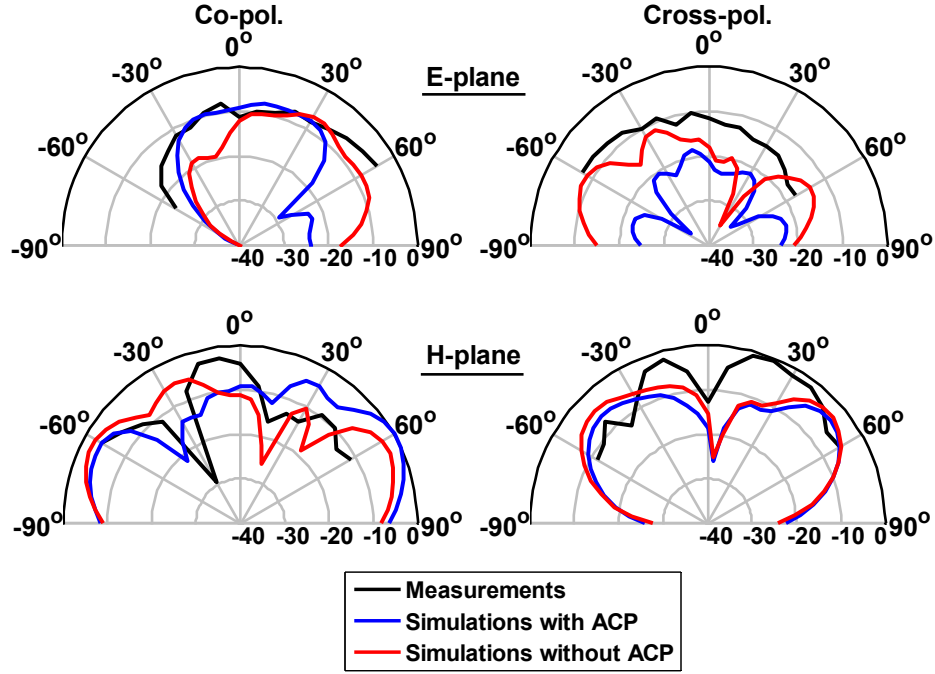 Co-pol. Cross-pol.
0° 0°
-30° 30° -30° 30°
E-plane
-60° 60° -60° 60°
-90° -40 -30 -20 -10 0 90° -90° -40 -30 -20 -10 0 90°
0° 0°
-30° 30° -30° 30°
H-plane
-60° 60° -60° 60°
-90° -40 -30 -20 -10 0 90° -90° -40 -30 -20 -10 0 90°
Measurements
Simulations with ACP
Simulations without ACP